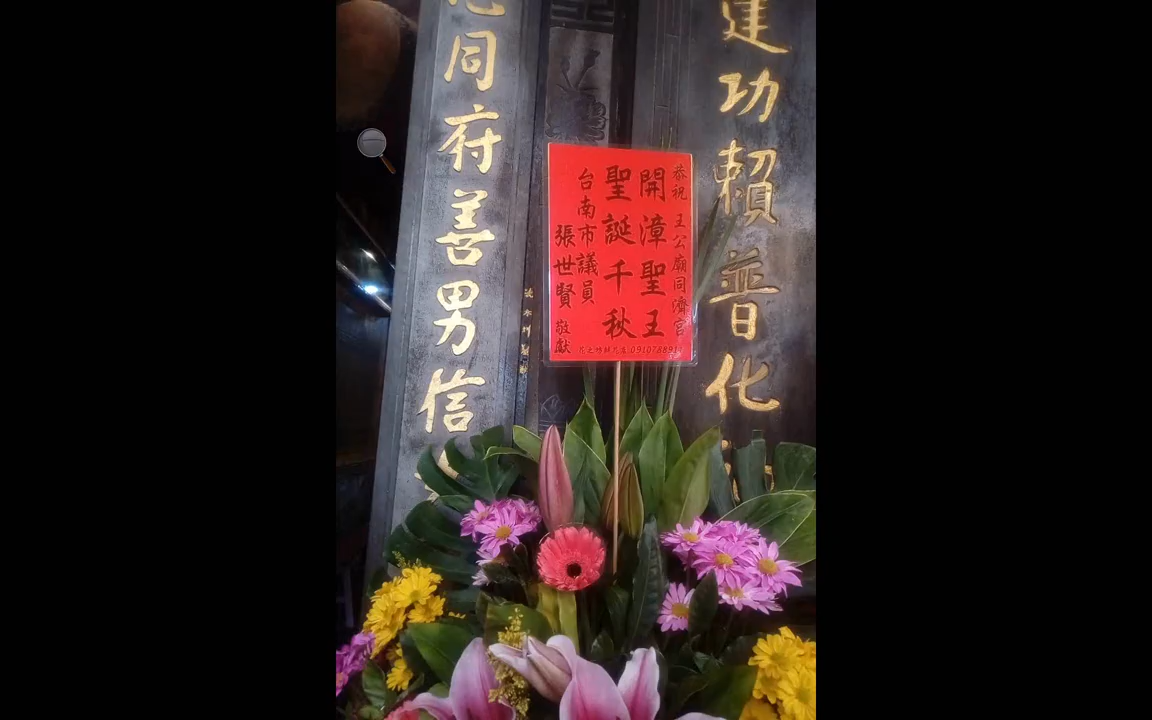 建功賴普化
恭祝 王公廟同濟宮
開漳聖王
聖誕千秋
台南市議員
張世賢 敬獻
同府善男信